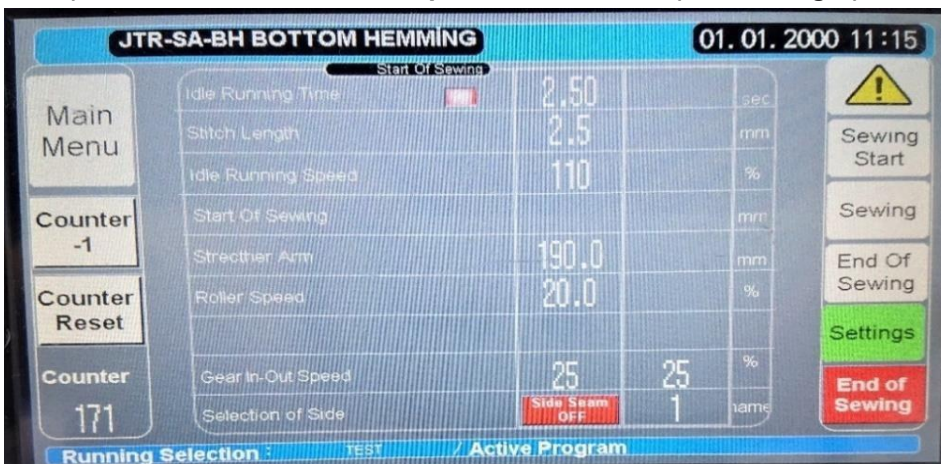 JTR-SA-BH BOTTOM HEMMİNG
01. 01. 2000 11:15
Start Of Sewing
Main
Menu
Counter
-1
Counter
Reset
Counter
171
Idle Running Time 2.50 sec
Stitch Length 2.5 mm
Idle Running Speed 110 %
Start Of Sewing mm
Strecther Arm 190.0 mm
Roller Speed 20.0 %
Gear In-Out Speed 25 25 %
Selection of Side Side Seam
OFF 1 name
Sewing
Start
Sewing
End Of
Sewing
Settings
End of
Sewing
Running Selection : TEST / Active Program